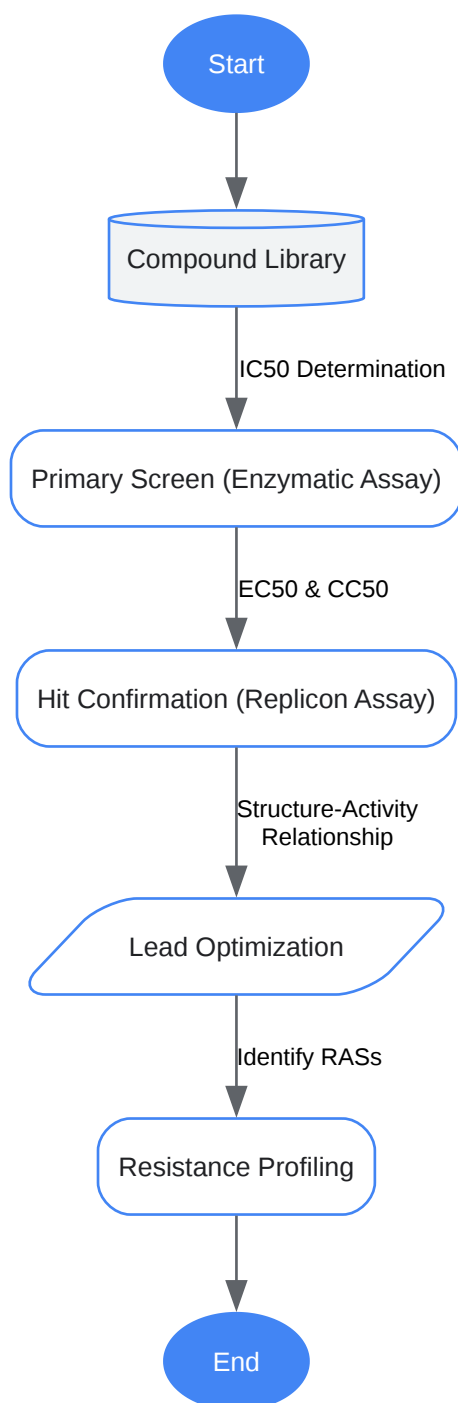 Start
Compound Library
IC50 Determination
Primary Screen (Enzymatic Assay)
EC50 & CC50
Hit Confirmation (Replicon Assay)
Structure-Activity
Relationship
Lead Optimization
Identify RASs
Resistance Profiling
End